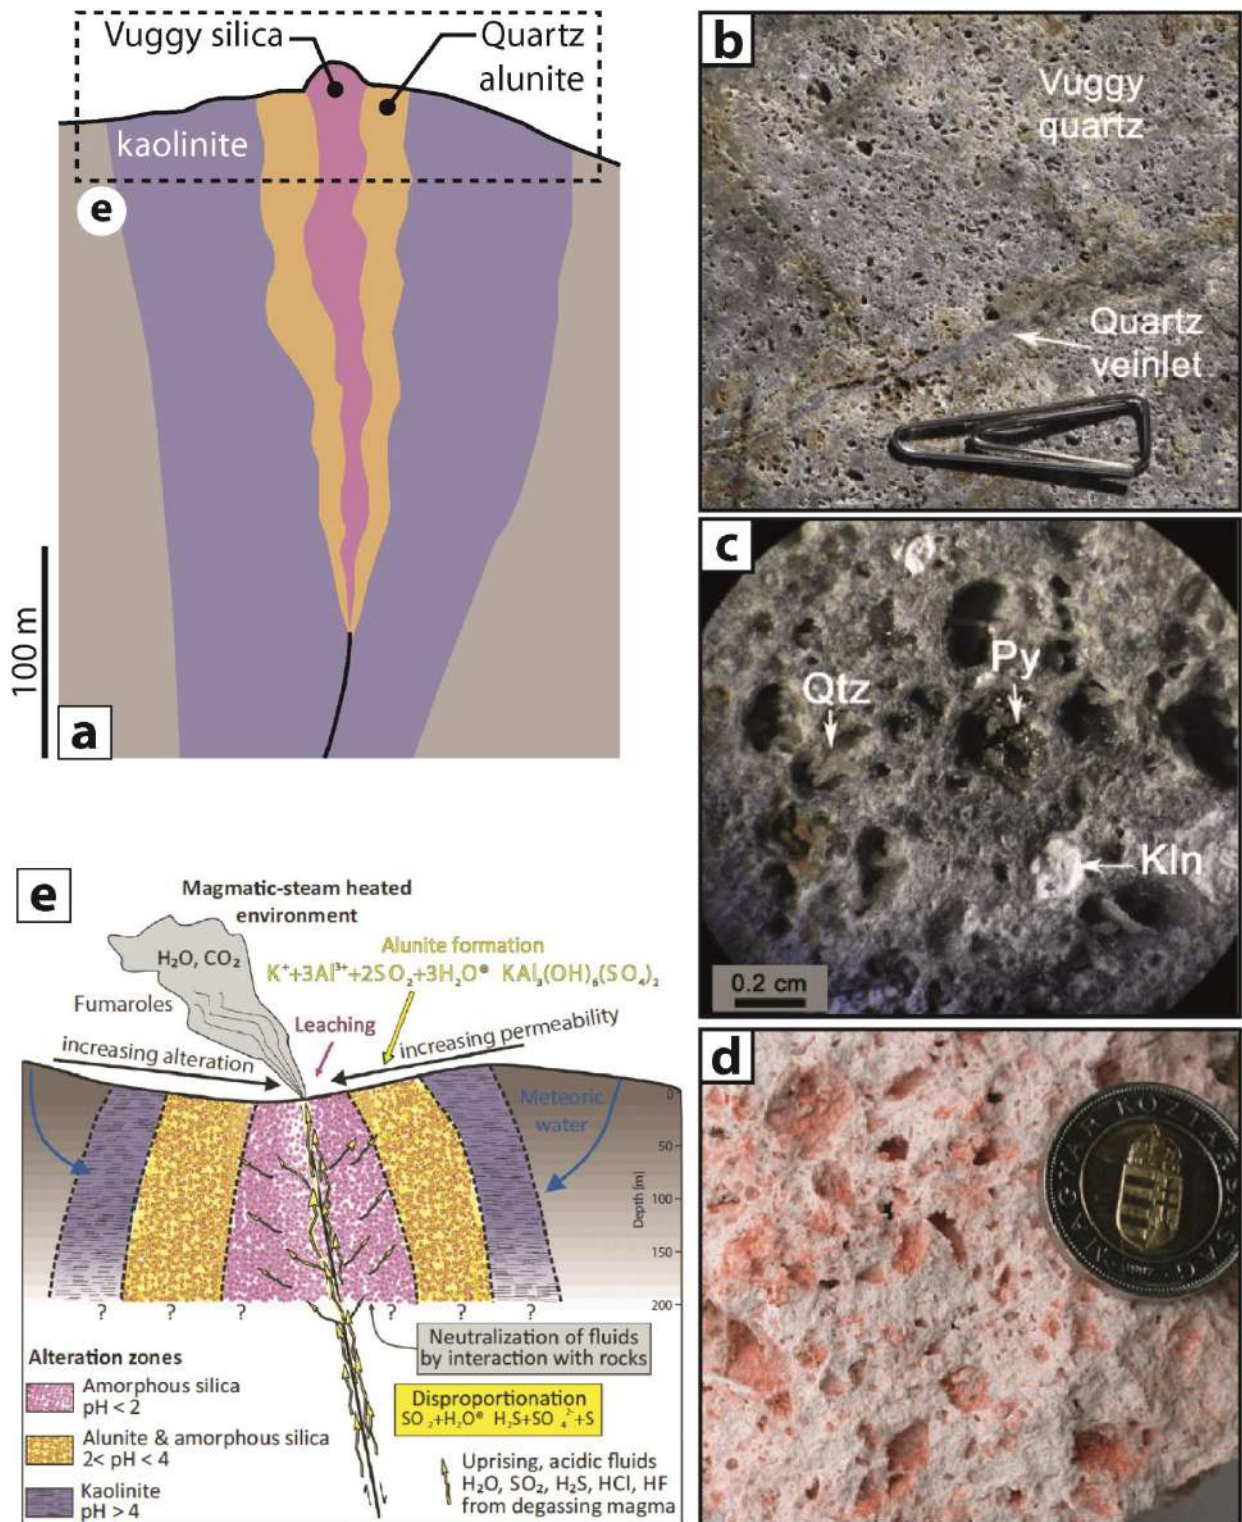 Vuggy silica
Quartz
alunite
kaolinite
e
100 m
a
b
Vuggy
quartz
Quartz
veinlet
c
Py
Qtz
Kln
0.2 cm
d
MAGYAR KÖZTÁRSASÁG
e
Magmatic-steam heated
environment
H₂O, CO₂
Alunite formation
K⁺+3Al³⁺+2SO₂+3H₂O® KAl₃(OH)₆(SO₄)₂
Fumaroles
Leaching
increasing alteration
increasing permeability
Meteoric
water
0
50
100
150
200
Depth [m]
? ? ? ? ? ?
Neutralization of fluids
by interaction with rocks
Alteration zones
Amorphous silica
pH < 2
Alunite & amorphous silica
2< pH < 4
Kaolinite
pH > 4
Disproportionation
SO₂+H₂O® H₂S+SO₄²⁻+S
Uprising, acidic fluids
H₂O, SO₂, H₂S, HCl, HF
from degassing magma